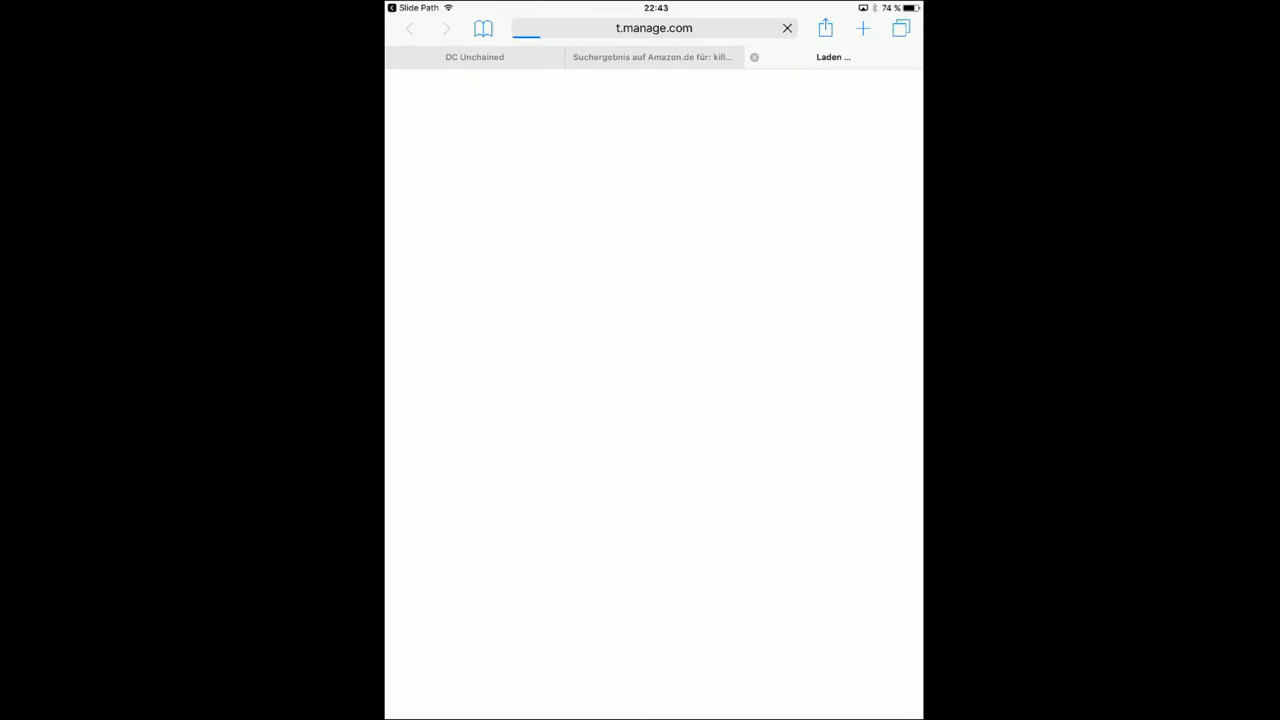 Slide Path 22:43 74 %
t.manage.com
DC Unchained Suchergebnis auf Amazon.de für: kill... Laden ...